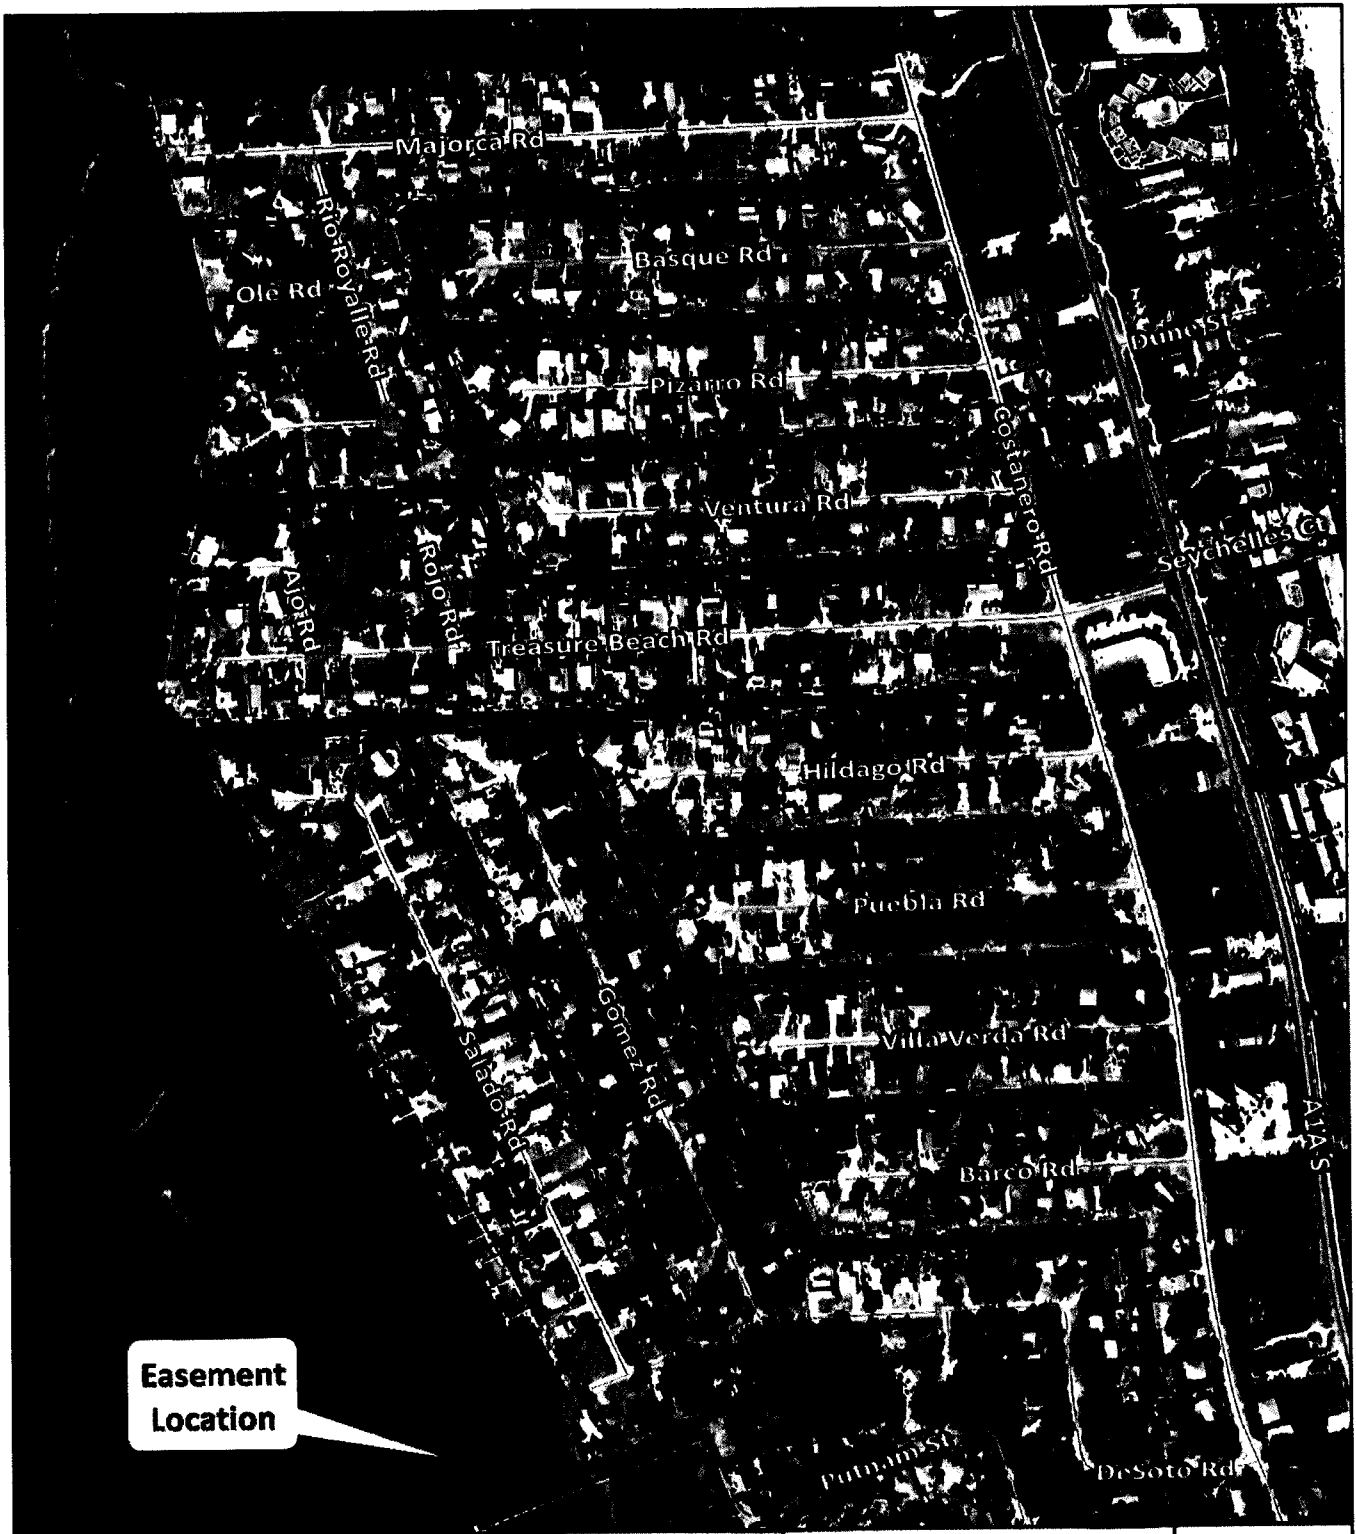 Majorca Rd
Rio Royalle Rd
Basque Rd
Ole Rd
Dune St
Pizarro Rd
Costanero Rd
Ventura Rd
Seychelles Ct
Rojo Rd
Ajo Rd
Treasure Beach Rd
Hildago Rd
Puebla Rd
Gomez Rd
Salado Rd
Villa Verda Rd
A1A S
Barco Rd
Easement
Location
Putnam St
DeSoto Rd